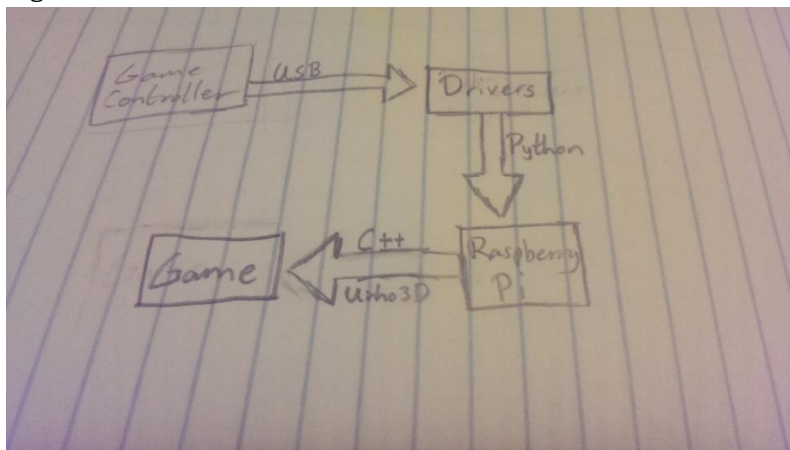 Game
Controller
USB
Drivers
Python
Raspberry
Pi
C++
Urho3D
Game